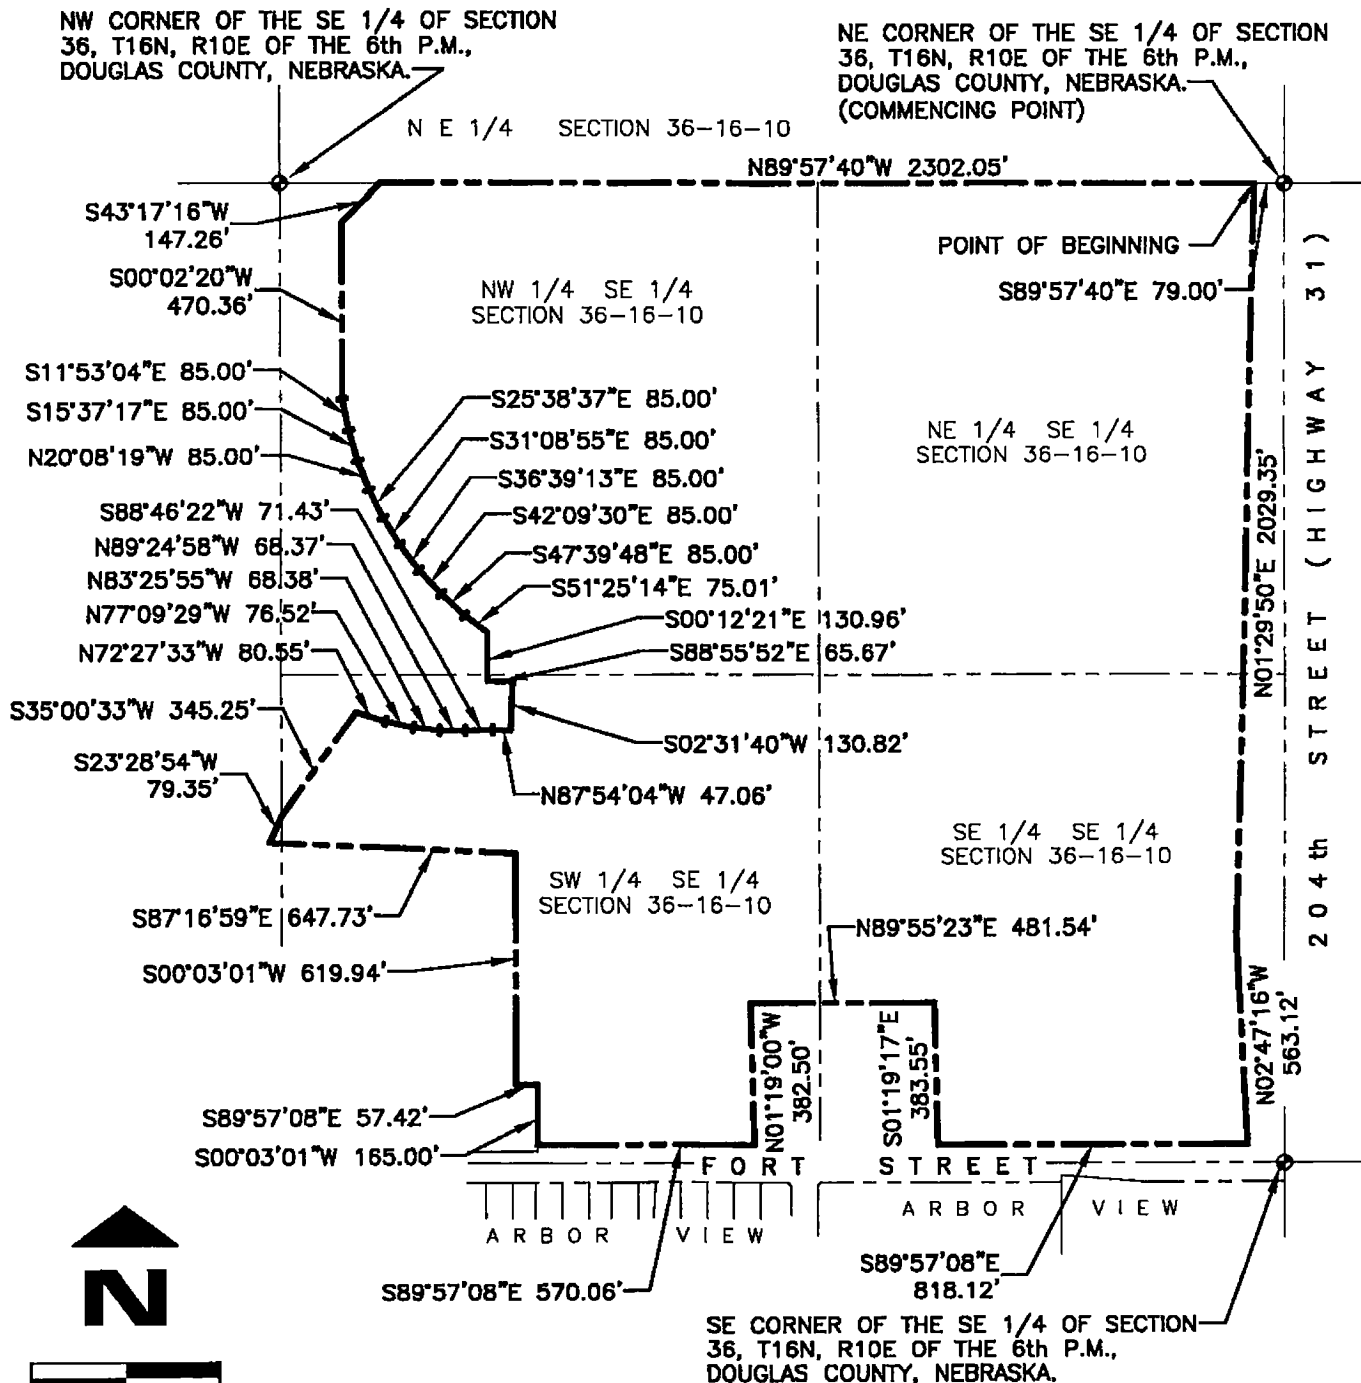 NW CORNER OF THE SE 1/4 OF SECTION
36, T16N, R10E OF THE 6th P.M.,
DOUGLAS COUNTY, NEBRASKA.
NE CORNER OF THE SE 1/4 OF SECTION
36, T16N, R10E OF THE 6th P.M.,
DOUGLAS COUNTY, NEBRASKA.
(COMMENCING POINT)
N E 1/4 SECTION 36-16-10
N89°57'40"W 2302.05'
S43°17'16"W
147.26'
POINT OF BEGINNING
S00°02'20"W
470.36'
S89°57'40"E 79.00'
NW 1/4 SE 1/4
SECTION 36-16-10
204th STREET (HIGHWAY 31)
S11°53'04"E 85.00'
S15°37'17"E 85.00'
N20°08'19"W 85.00'
S25°38'37"E 85.00'
S31°08'55"E 85.00'
S36°39'13"E 85.00'
S42°09'30"E 85.00'
S47°39'48"E 85.00'
S51°25'14"E 75.01'
NE 1/4 SE 1/4
SECTION 36-16-10
N01°29'50"E 2029.35'
S88°46'22"W 71.43'
N89°24'58"W 68.37'
N83°25'55"W 68.38'
N77°09'29"W 76.52'
N72°27'33"W 80.55'
S00°12'21"E 130.96'
S88°55'52"E 65.67'
S35°00'33"W 345.25'
S23°28'54"W
79.35'
S02°31'40"W 130.82'
N87°54'04"W 47.06'
SE 1/4 SE 1/4
SECTION 36-16-10
SW 1/4 SE 1/4
SECTION 36-16-10
S87°16'59"E 647.73'
N89°55'23"E 481.54'
S00°03'01"W 619.94'
N01°19'00"W
382.50'
S01°19'17"E
383.55'
N02°47'16"W
563.12'
S89°57'08"E 57.42'
S00°03'01"W 165.00'
FORT STREET
ARBOR VIEW
ARBOR VIEW
S89°57'08"E 570.06'
S89°57'08"E
818.12'
N
SE CORNER OF THE SE 1/4 OF SECTION
36, T16N, R10E OF THE 6th P.M.,
DOUGLAS COUNTY, NEBRASKA.